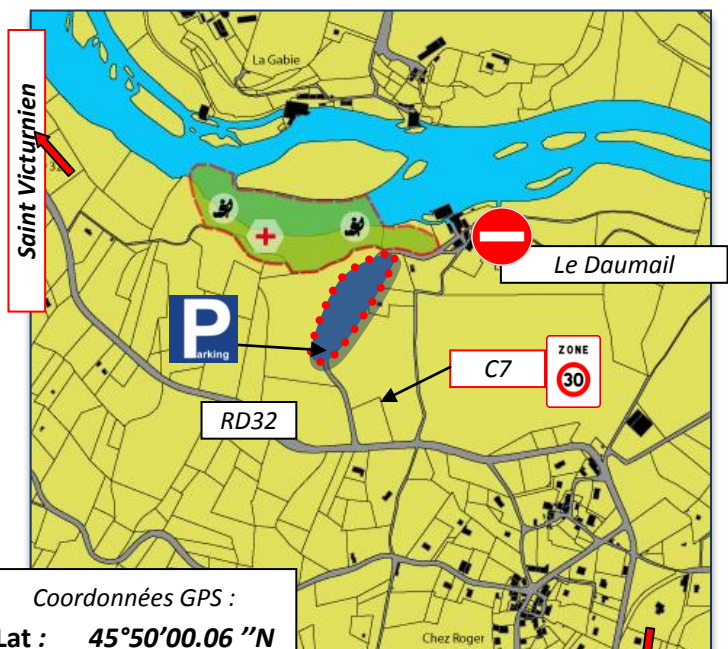 La Gabie
Saint Victurnien
Le Daumail
P
arking
ZONE
30
C7
RD32
Coordonnées GPS :
Lat : 45°50’00.06 ’’N
Chez Roger